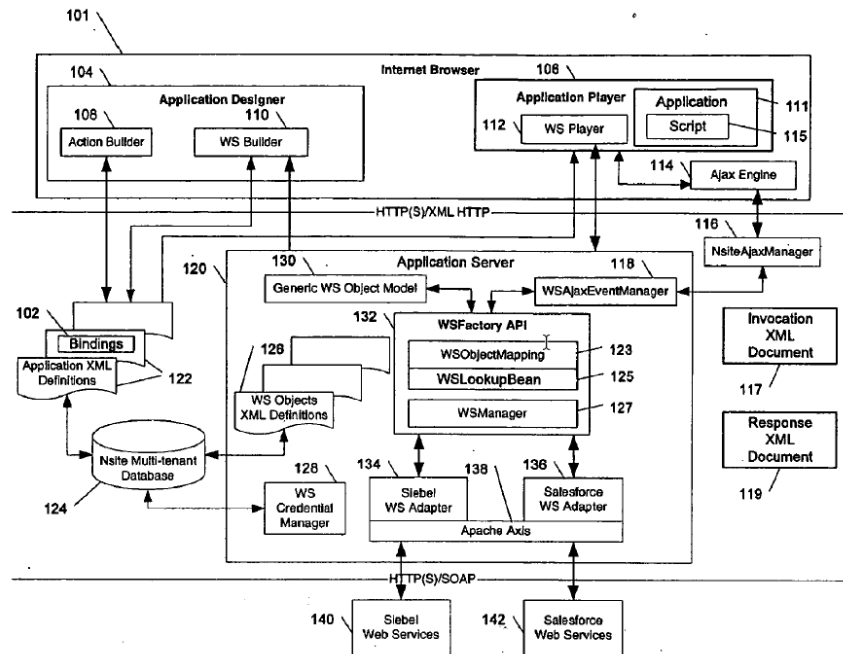 101
104
Internet Browser
106
Application Designer
108
110
Action Builder
WS Builder
Application Player
112
WS Player
Application
Script
111
115
114
Ajax Engine
HTTP(S)/XML HTTP
116
NsiteAjaxManager
120
Application Server
130
118
Generic WS Object Model
WSAjaxEventManager
102
Bindings
Application XML
Definitions
122
132
WSFactory API
WSObjectMapping
123
WSLookupBean
125
WSManager
127
126
WS Objects
XML Definitions
Invocation
XML
Document
117
Response
XML
Document
119
Nsite Multi-tenant
Database
124
128
WS
Credential
Manager
134
138
136
Siebel
WS Adapter
Salesforce
WS Adapter
Apache Axis
HTTP(S)/SOAP
140
Siebel
Web Services
142
Salesforce
Web Services